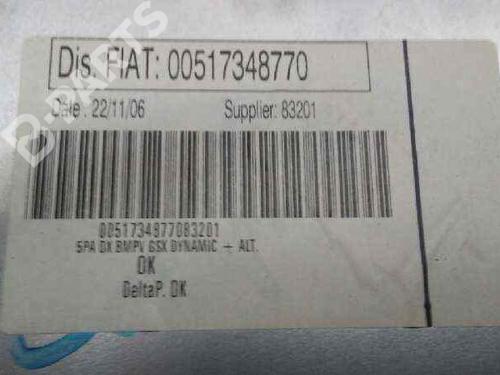 Dis. FIAT: 00517348770
Date : 22/11/06 Supplier: 83201
0051734877083201
SPA DX BMPV GSX DYNAMIC + ALT.
OK
DeltaP. OK
B-PARTS